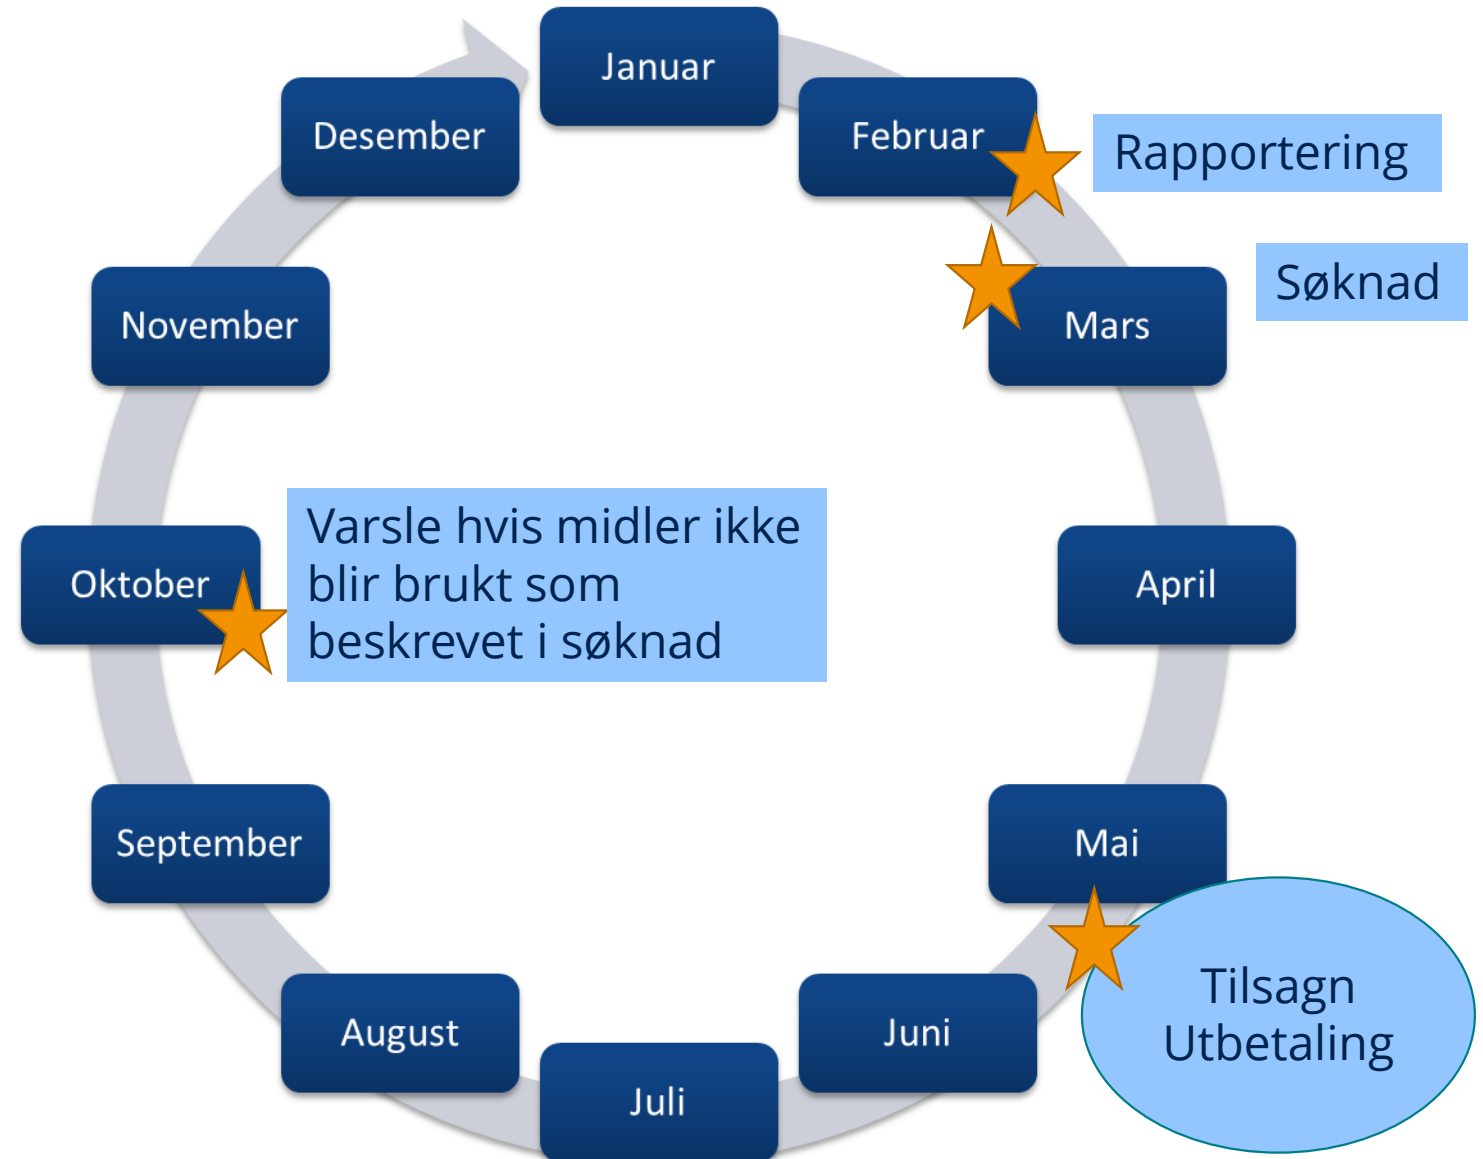 Januar
Februar
Rapportering
Søknad
Mars
April
Mai
Tilsagn
Utbetaling
Juni
Juli
August
September
Oktober
Varsle hvis midler ikke
blir brukt som
beskrevet i søknad
November
Desember